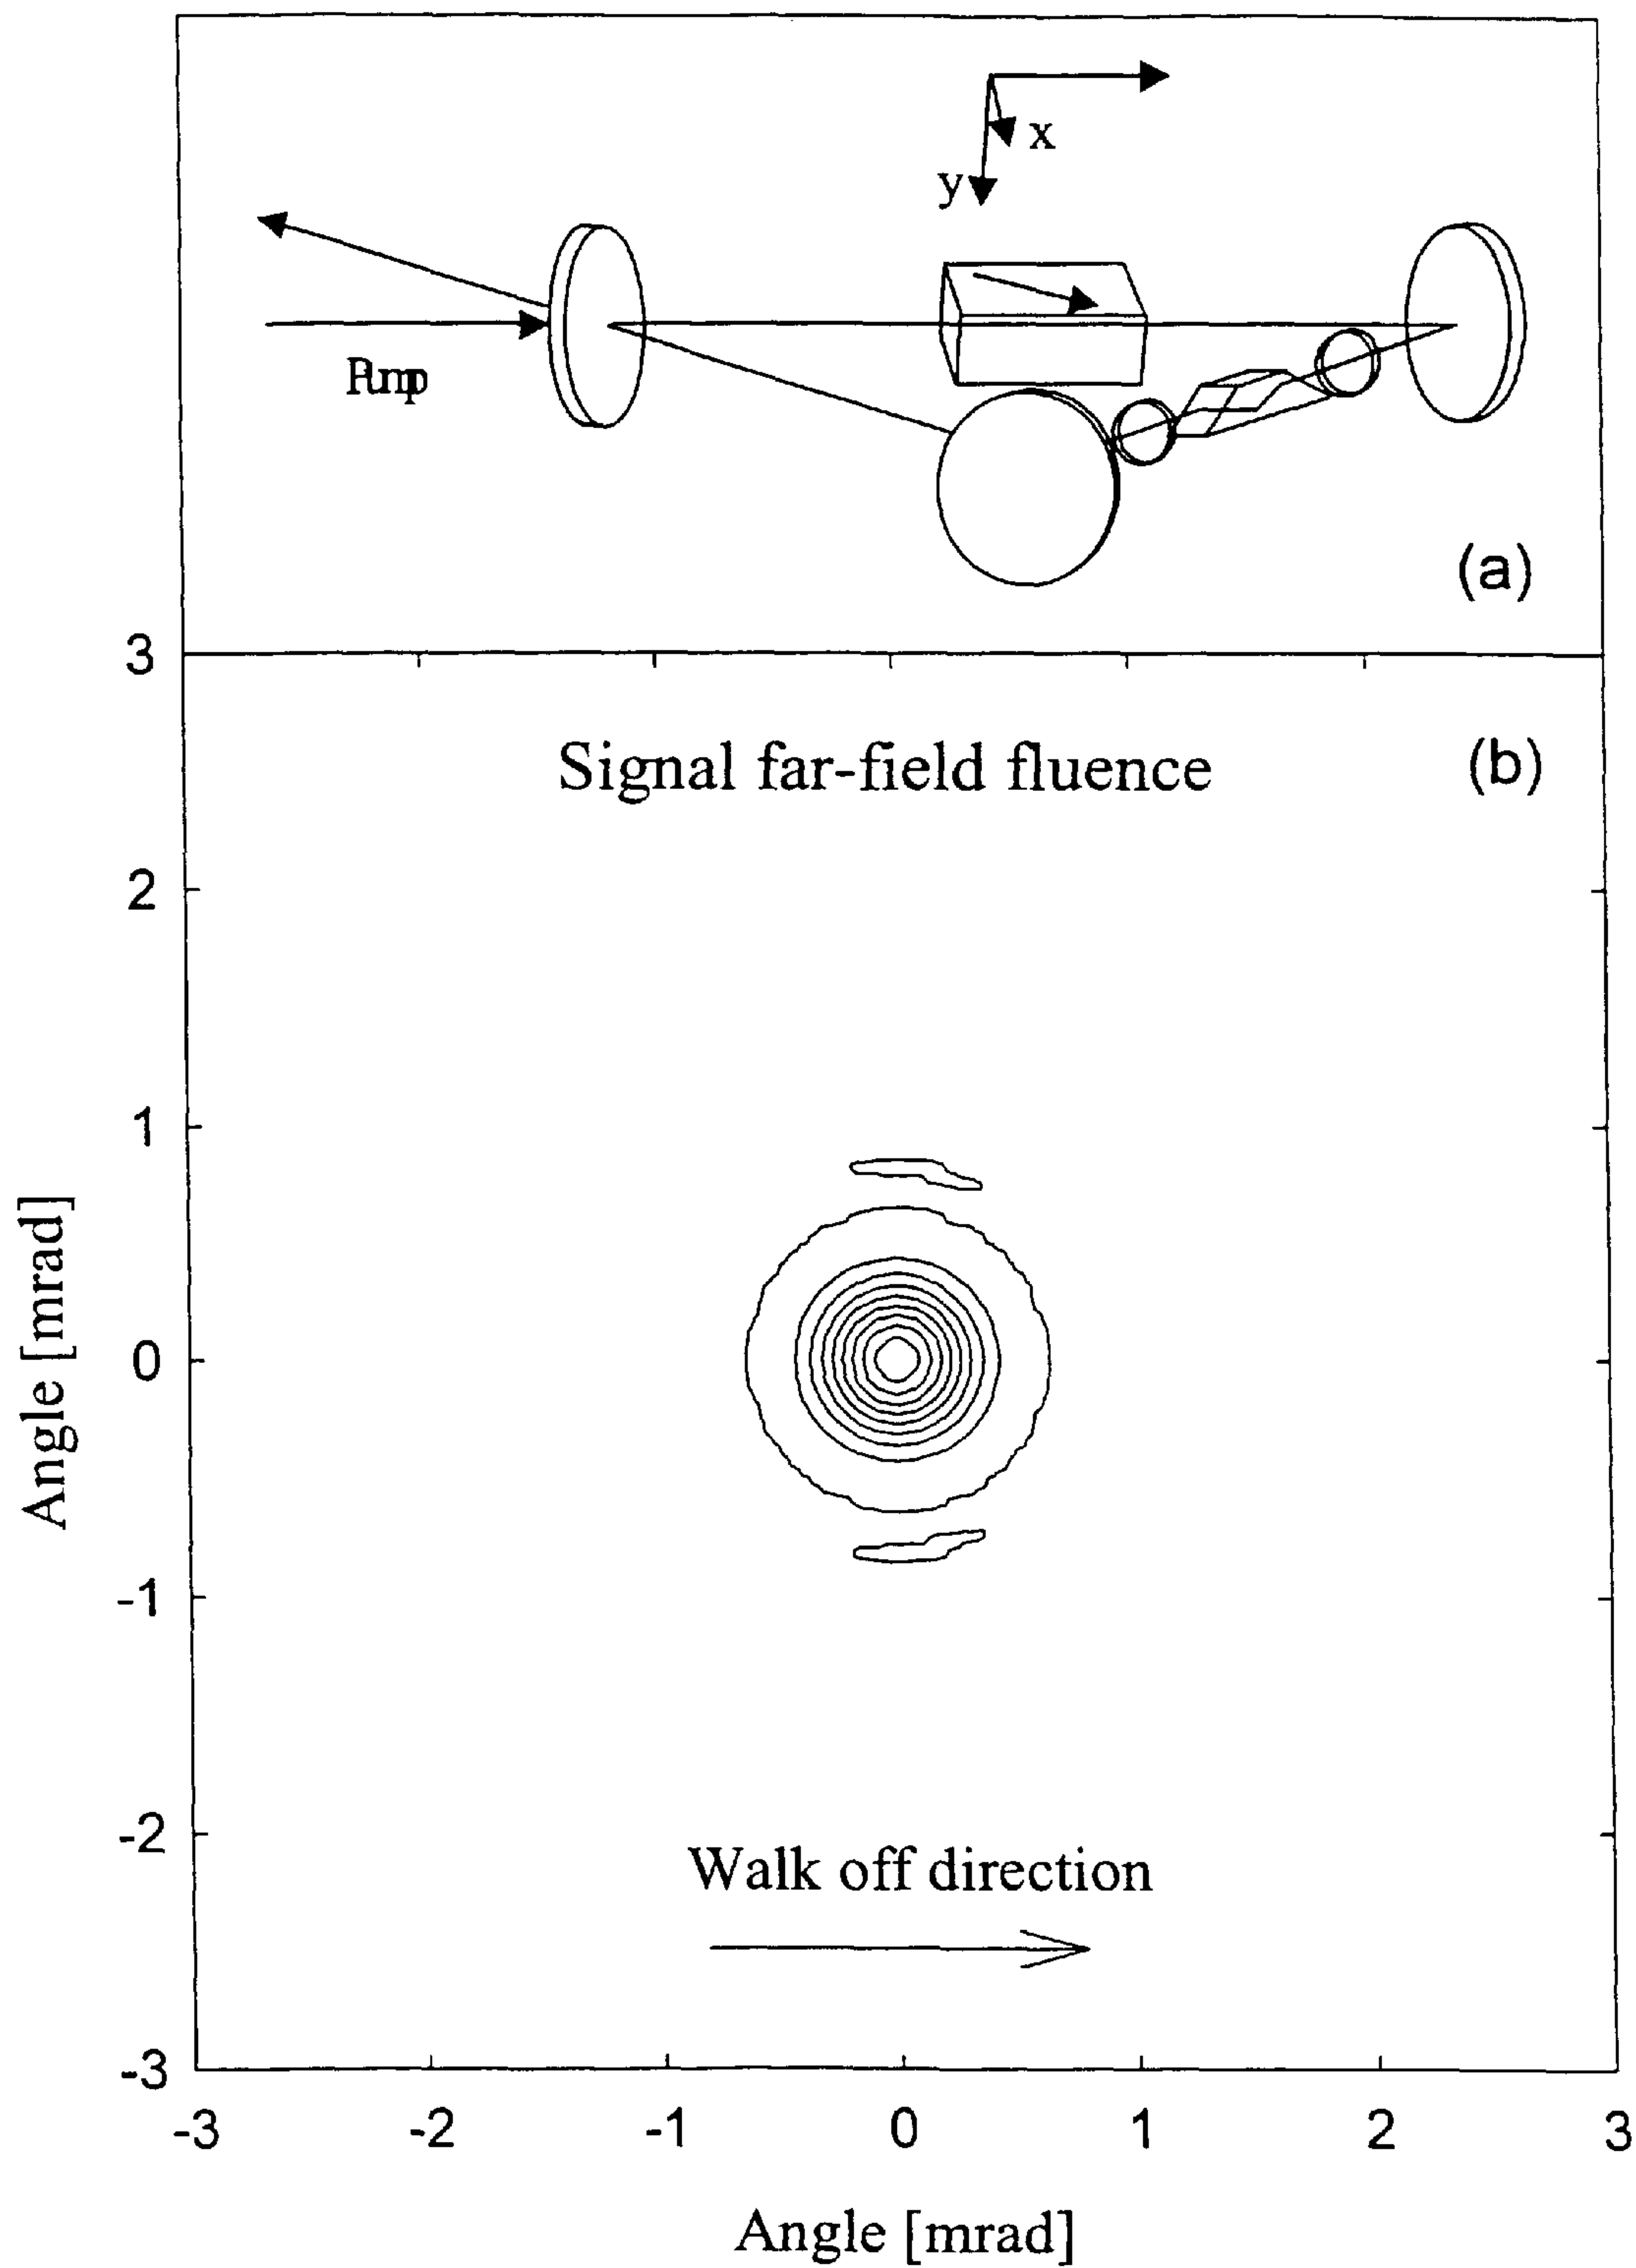 x
y
Pump
(a)
3
Signal far-field fluence
(b)
2
1
0
-1
-2
-3
Angle [mrad]
Walk off direction
-3 -2 -1 0 1 2 3
Angle [mrad]